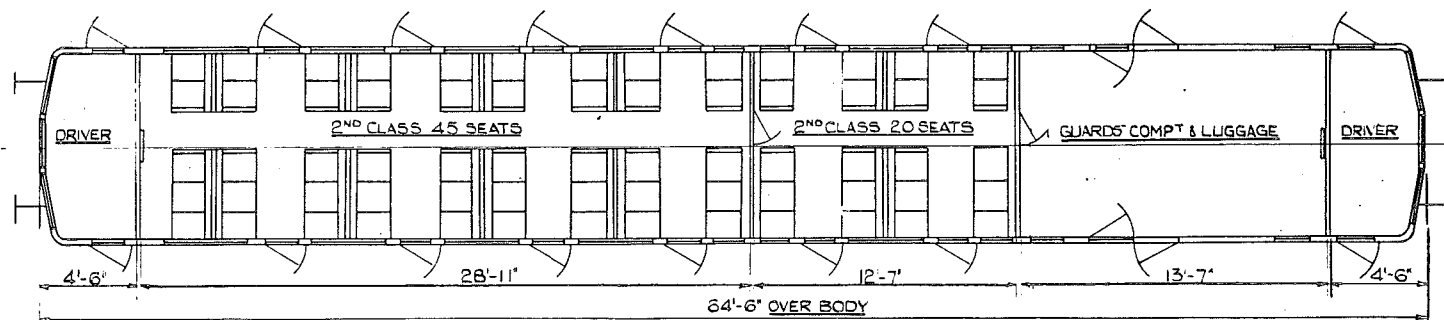 DRIVER
2ND CLASS 45 SEATS
2ND CLASS 20 SEATS
GUARDS COMPT & LUGGAGE
DRIVER
4'-6"
28'-11"
12'-7"
13'-7"
4'-6"
64'-6" OVER BODY